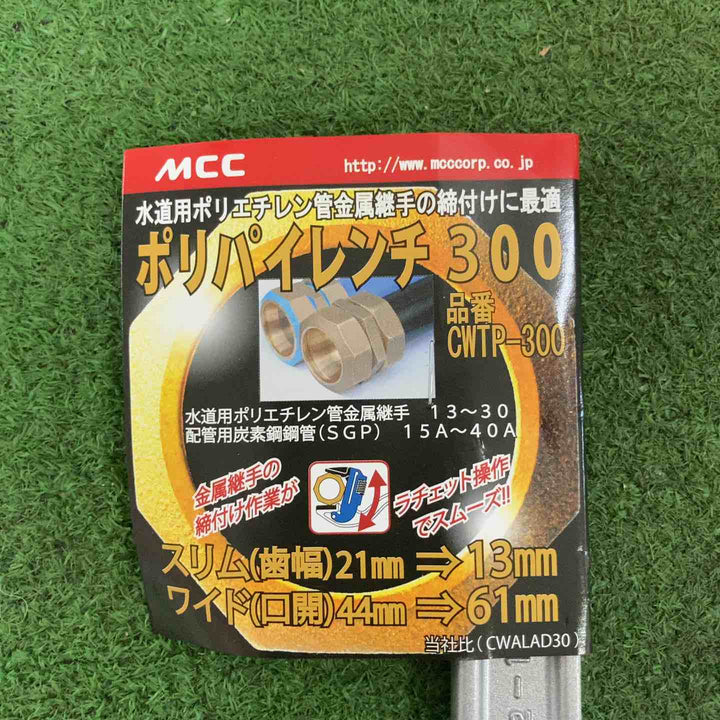 MCC
http://www.mcccorp.co.jp
水道用ポリエチレン管金属継手の締付けに最適
ポリパイレンチ300
品番
CWTP-300
水道用ポリエチレン管金属継手 13～30
配管用炭素鋼鋼管(SGP) 15A～40A
金属継手の
締付け作業が
ラチェット操作
でスムーズ!!
スリム(歯幅)21mm⇒13mm
ワイド(口開)44mm⇒61mm
当社比(CWALAD30)